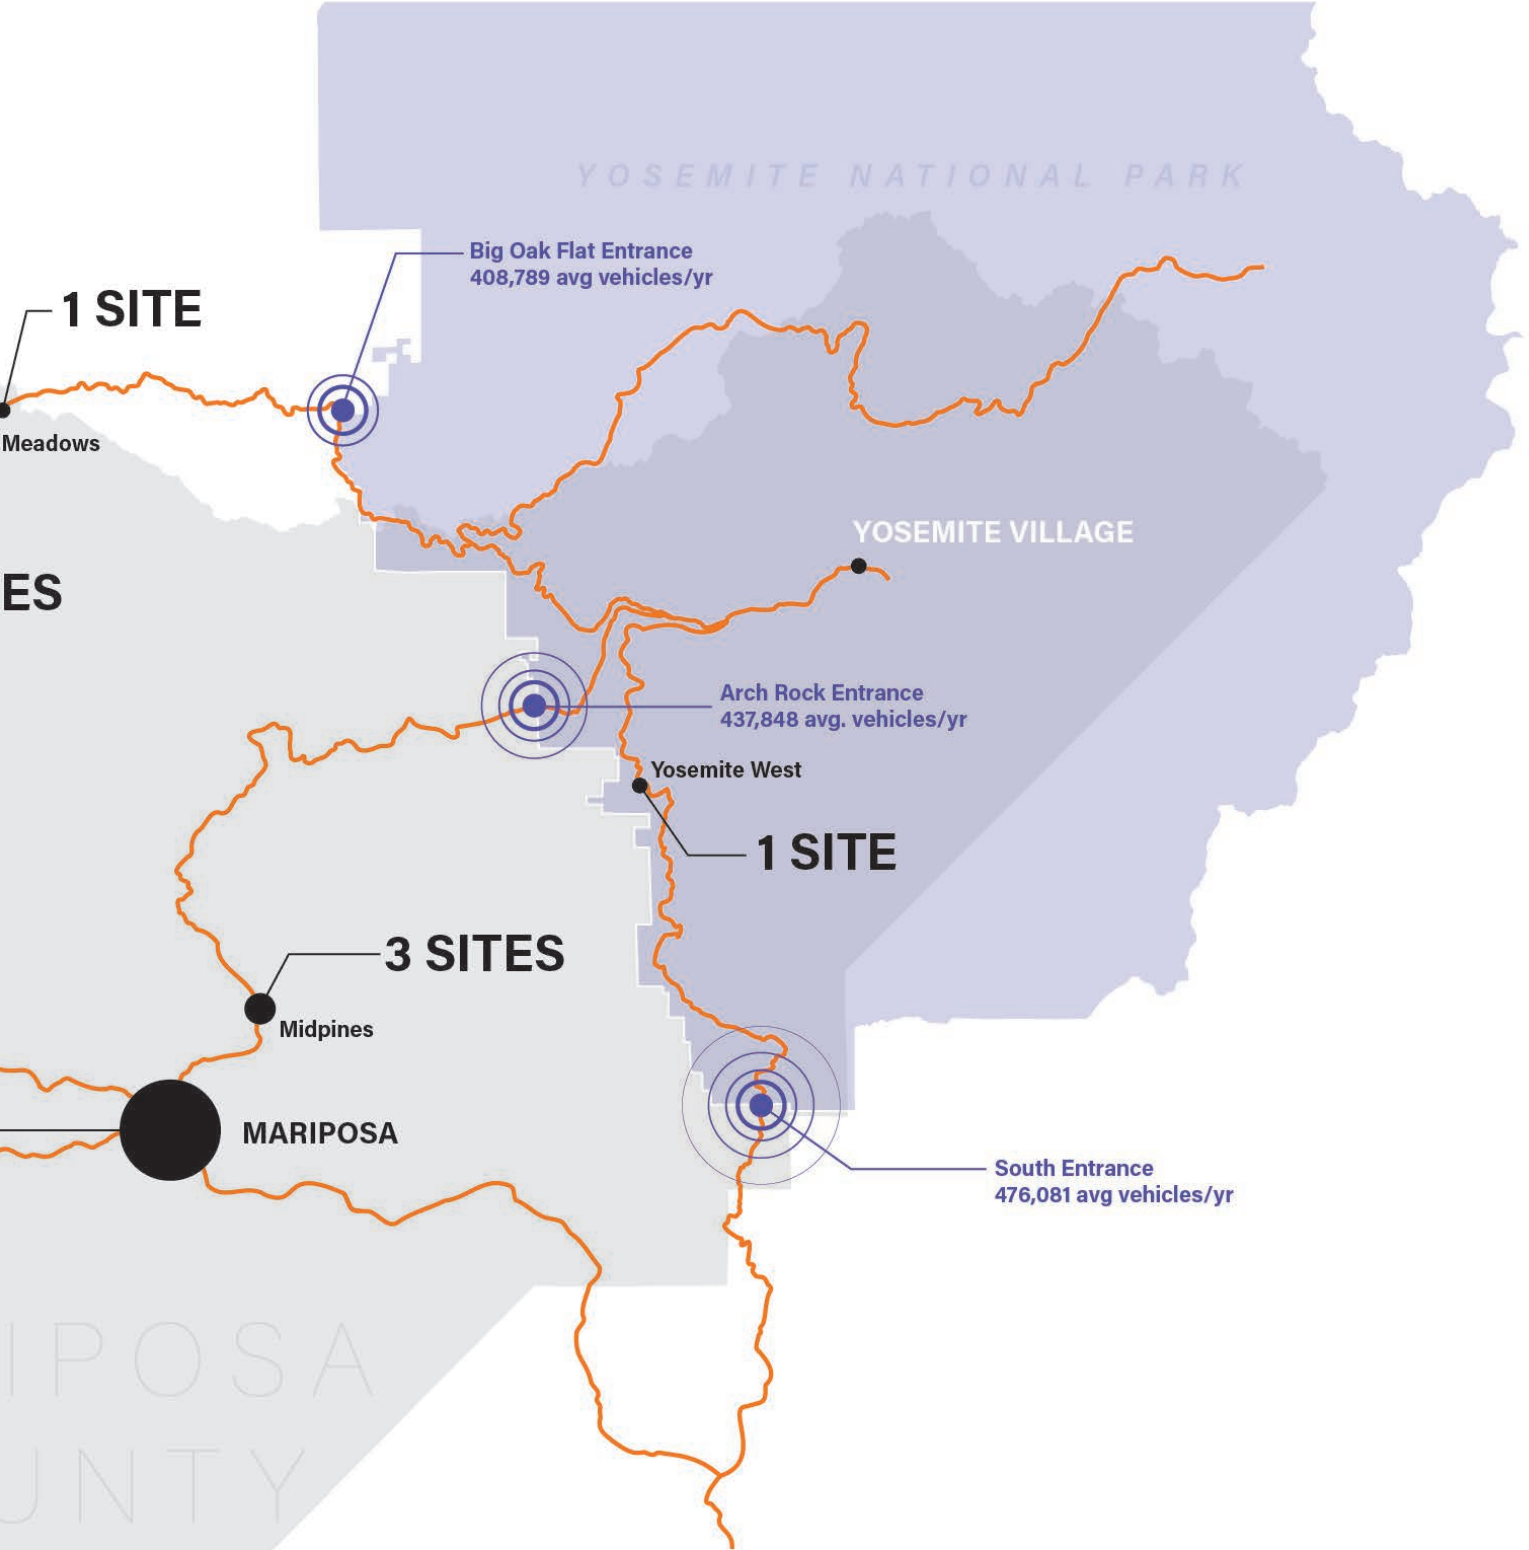 YOSEMITE NATIONAL PARK
Big Oak Flat Entrance
408,789 avg vehicles/yr
1 SITE
Meadows
YOSEMITE VILLAGE
ES
Arch Rock Entrance
437,848 avg. vehicles/yr
Yosemite West
1 SITE
3 SITES
Midpines
MARIPOSA
South Entrance
476,081 avg vehicles/yr
IPOSA
UNTY